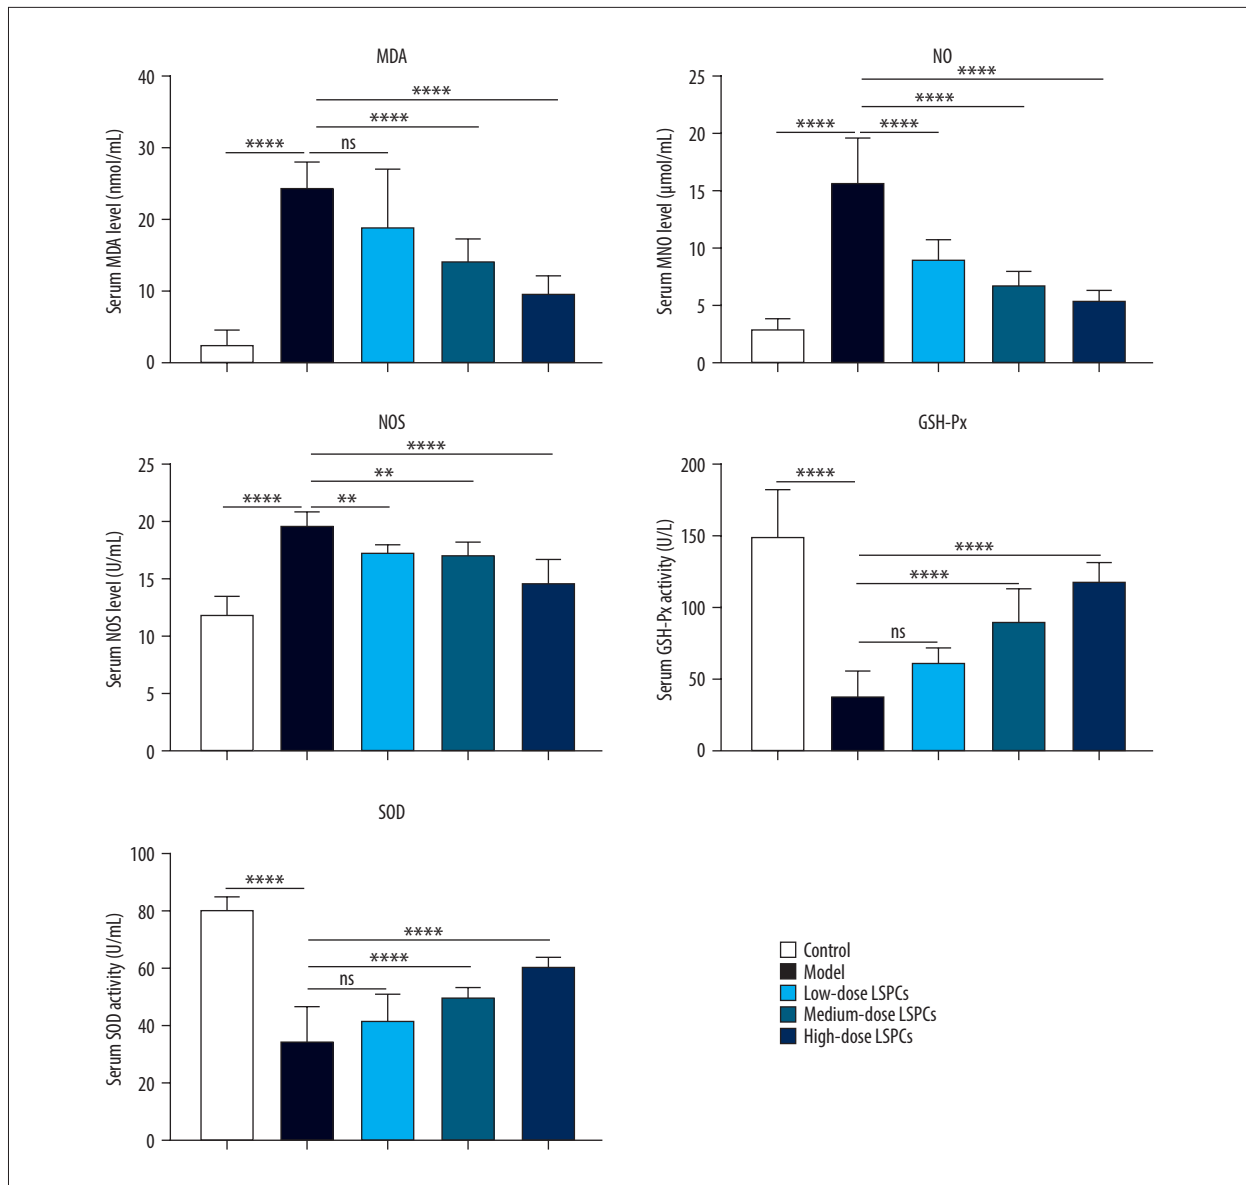 MDA
Serum MDA level (nmol/mL)
40
30
20
10
0
****
ns
****
****
NO
Serum MNO level (µmol/mL)
25
20
15
10
5
0
****
****
****
****
NOS
Serum NOS level (U/mL)
25
20
15
10
5
0
****
**
**
****
GSH-Px
Serum GSH-Px activity (U/L)
200
150
100
50
0
****
ns
****
****
SOD
Serum SOD activity (U/mL)
100
80
60
40
20
0
****
ns
****
****
Control
Model
Low-dose LSPCs
Medium-dose LSPCs
High-dose LSPCs